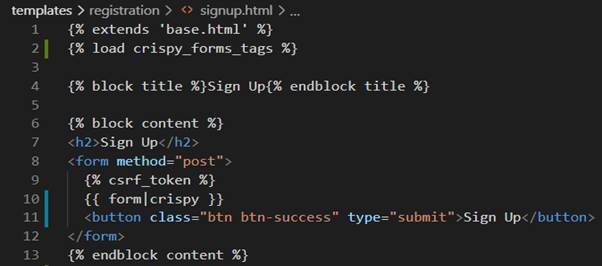 templates > registration > <> signup.html > ...
1 {% extends 'base.html' %}
2 {% load crispy_forms_tags %}
3
4 {% block title %}Sign Up{% endblock title %}
5
6 {% block content %}
7 <h2>Sign Up</h2>
8 <form method="post">
9 {% csrf_token %}
10 {{ form|crispy }}
11 <button class="btn btn-success" type="submit">Sign Up</button>
12 </form>
13 {% endblock content %}